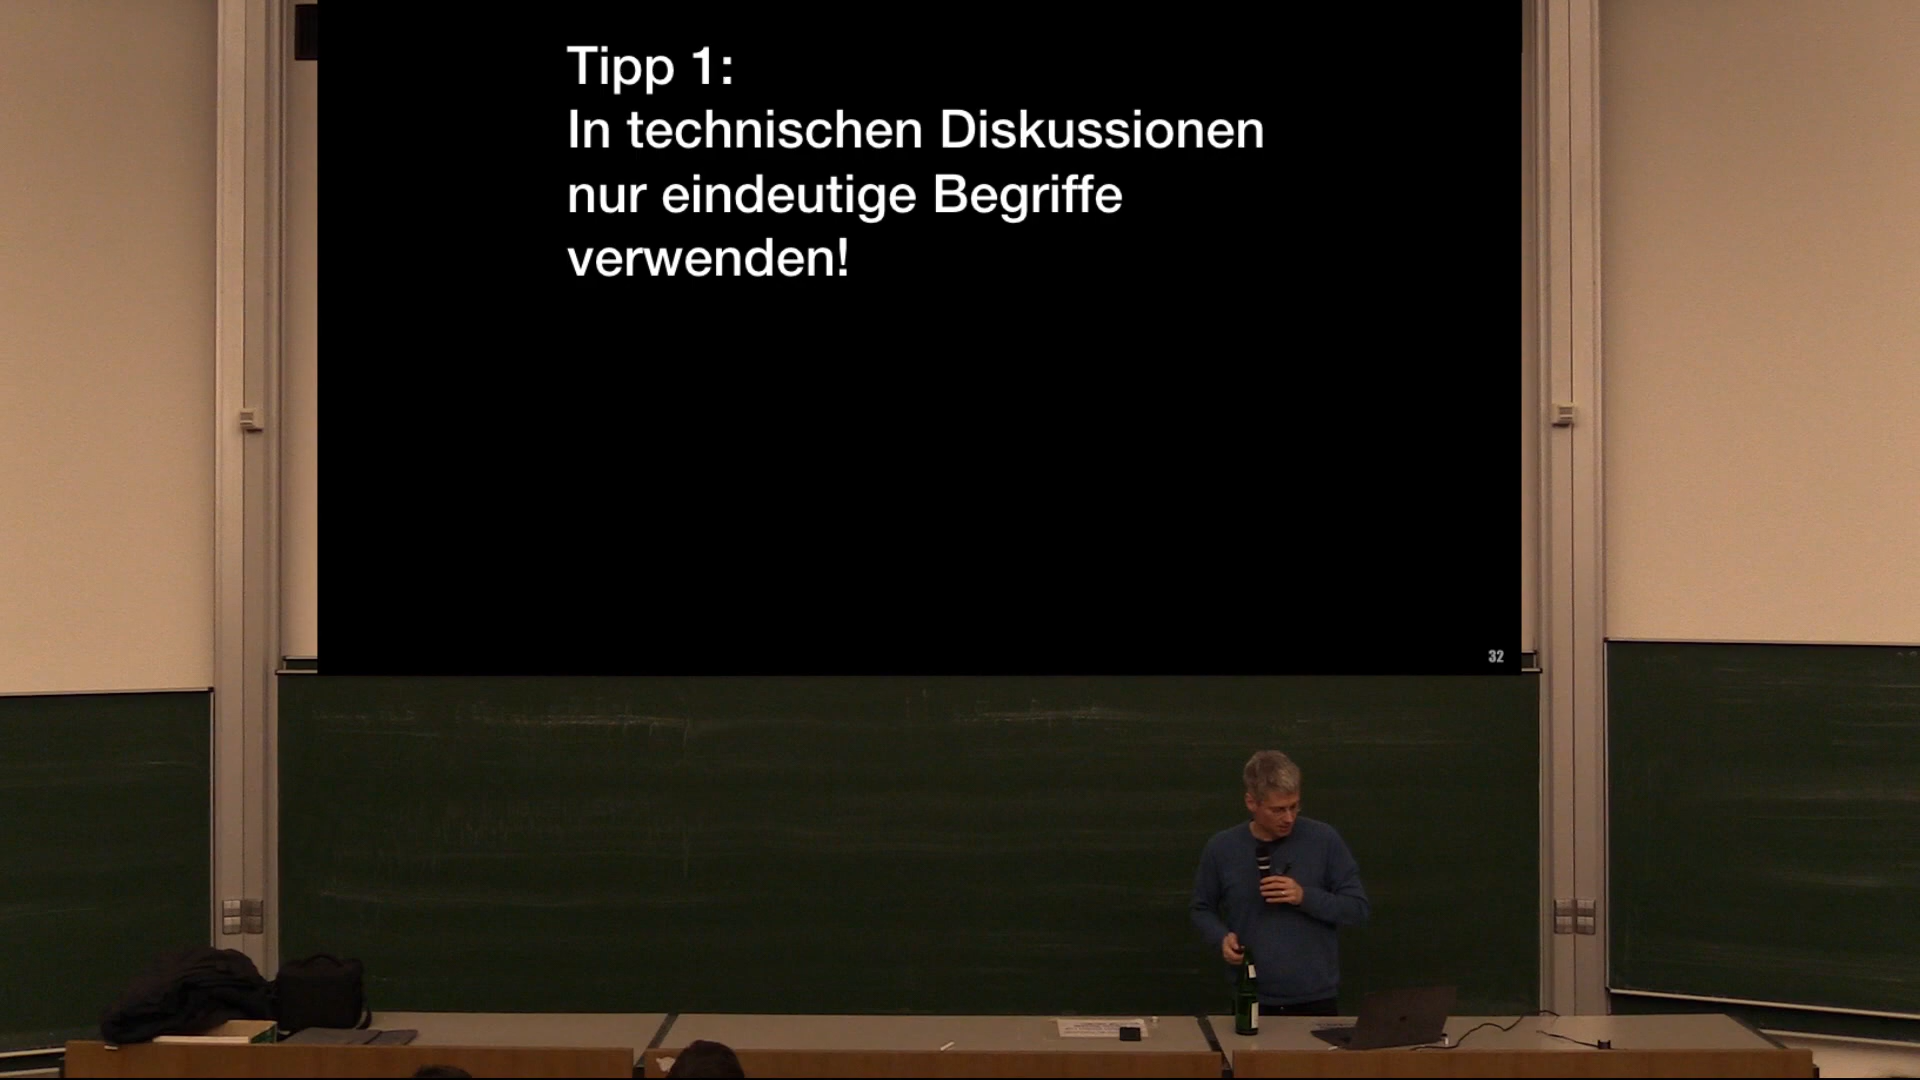 Tipp 1:
In technischen Diskussionen
nur eindeutige Begriffe
verwenden!
32